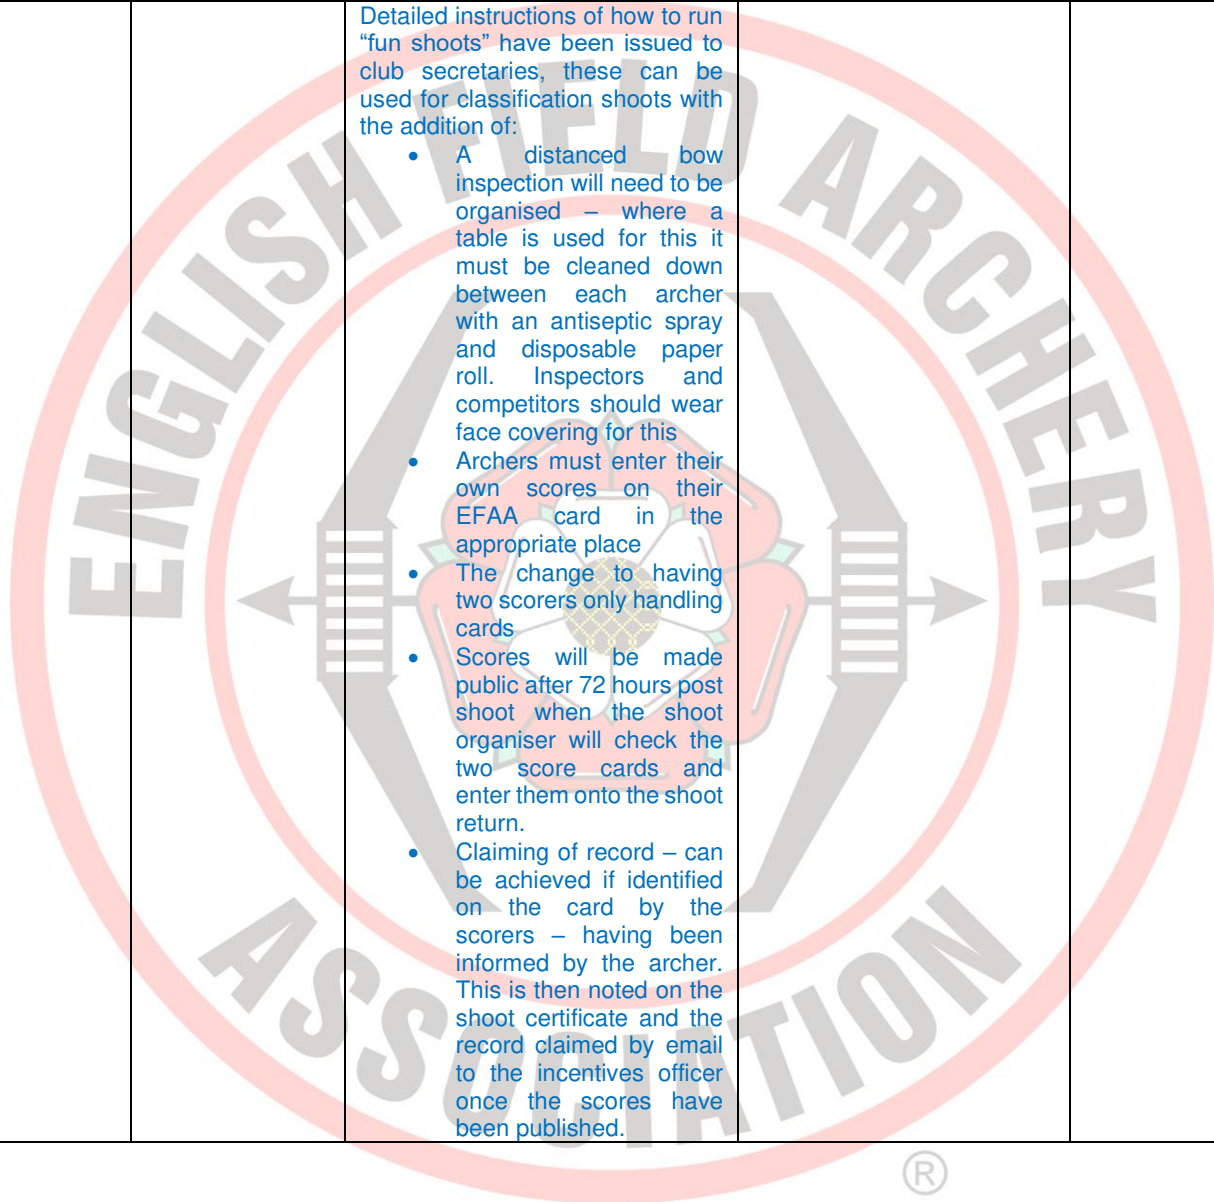 Detailed instructions of how to run
“fun shoots” have been issued to
club secretaries, these can be
used for classification shoots with
the addition of:
• A distanced bow
inspection will need to be
organised – where a
table is used for this it
must be cleaned down
between each archer
with an antiseptic spray
and disposable paper
roll. Inspectors and
competitors should wear
face covering for this
• Archers must enter their
own scores on their
EFAA card in the
appropriate place
• The change to having
two scorers only handling
cards
• Scores will be made
public after 72 hours post
shoot when the shoot
organiser will check the
two score cards and
enter them onto the shoot
return.
• Claiming of record – can
be achieved if identified
on the card by the
scorers – having been
informed by the archer.
This is then noted on the
shoot certificate and the
record claimed by email
to the incentives officer
once the scores have
been published.
ENGLISH FIELD ARCHERY
ASSOCIATION
®